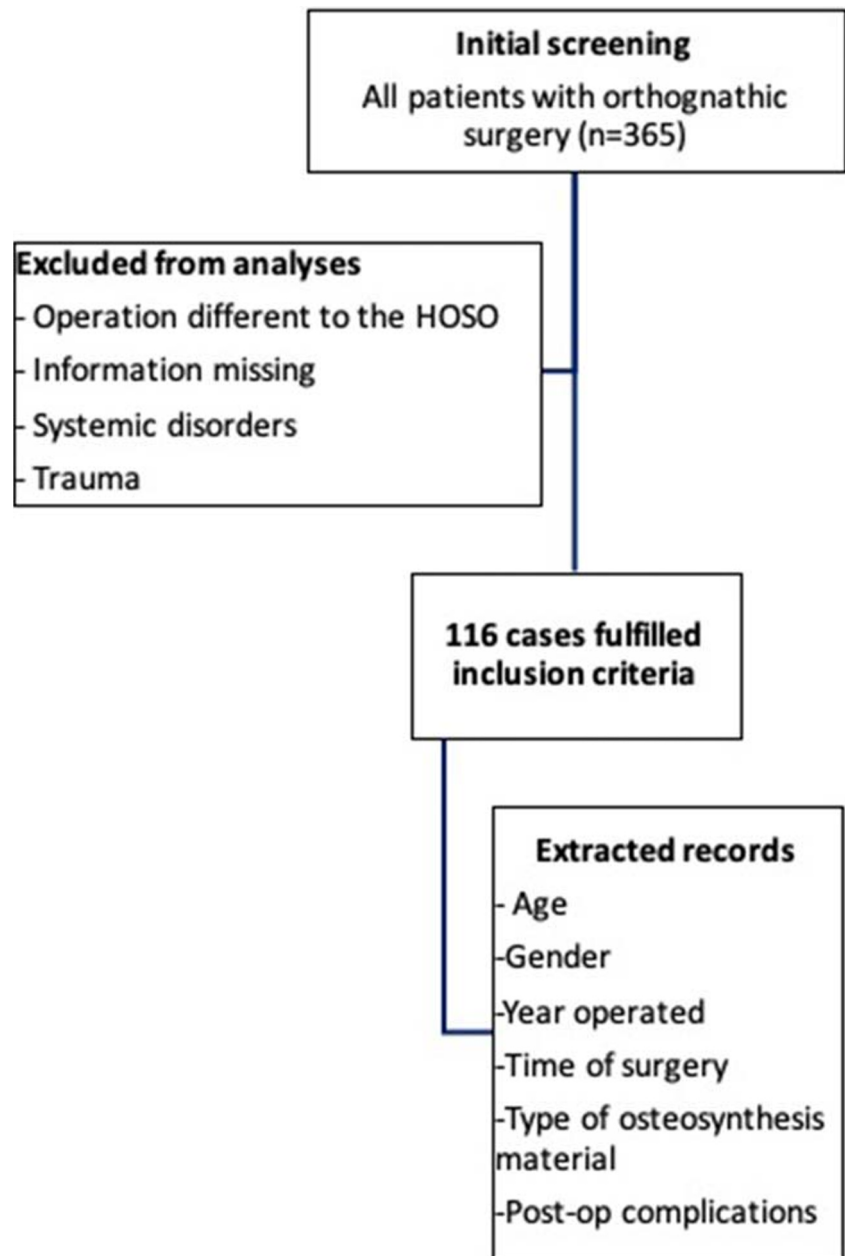 Initial screening
All patients with orthognathic
surgery (n=365)
Excluded from analyses
- Operation different to the HOSO
- Information missing
- Systemic disorders
- Trauma
116 cases fulfilled
inclusion criteria
Extracted records
- Age
-Gender
-Year operated
-Time of surgery
-Type of osteosynthesis
material
-Post-op complications